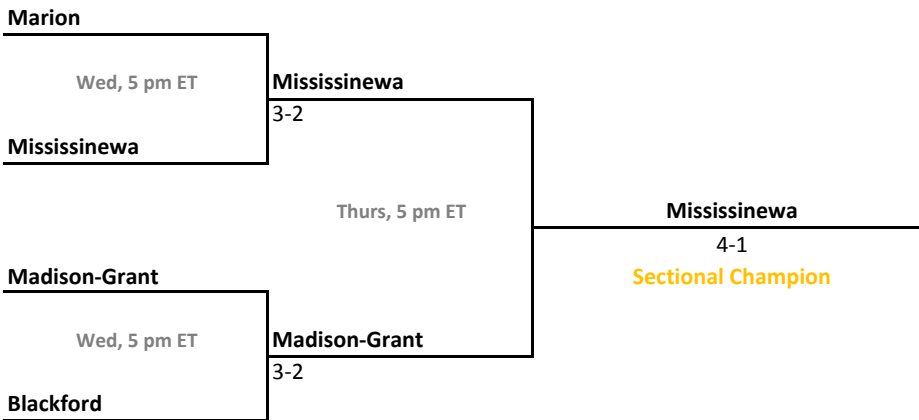 Marion
Wed, 5 pm ET
Mississinewa
3-2
Mississinewa
Thurs, 5 pm ET
Mississinewa
4-1
Sectional Champion
Madison-Grant
Wed, 5 pm ET
Madison-Grant
3-2
Blackford